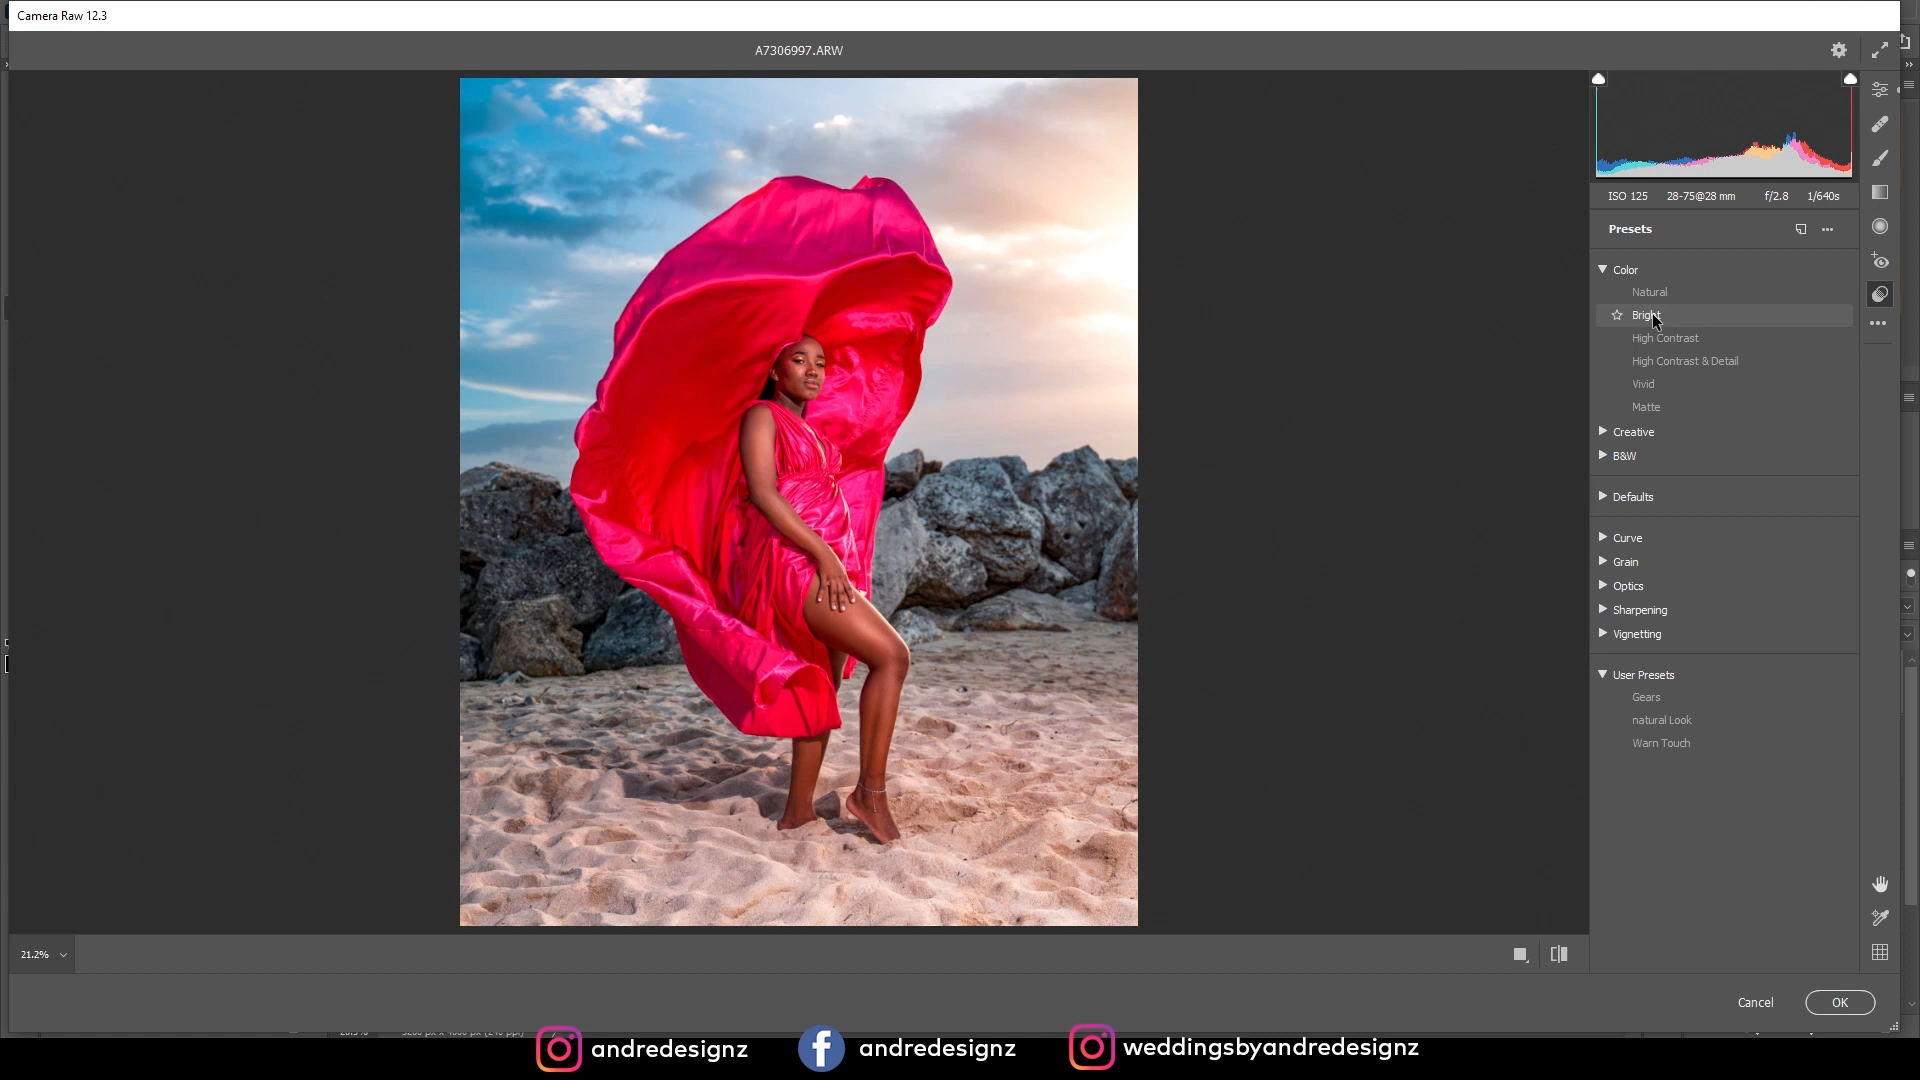 Camera Raw 12.3
A7306997.ARW
ISO 125 28-75@28 mm f/2.8 1/640s
Presets
Color
Natural
Bright
High Contrast
High Contrast & Detail
Vivid
Matte
Creative
B&W
Defaults
Curve
Grain
Optics
Sharpening
Vignetting
User Presets
Gears
natural Look
Warn Touch
21.2%
Cancel OK
andredesignz andredesignz weddingsbyandredesignz